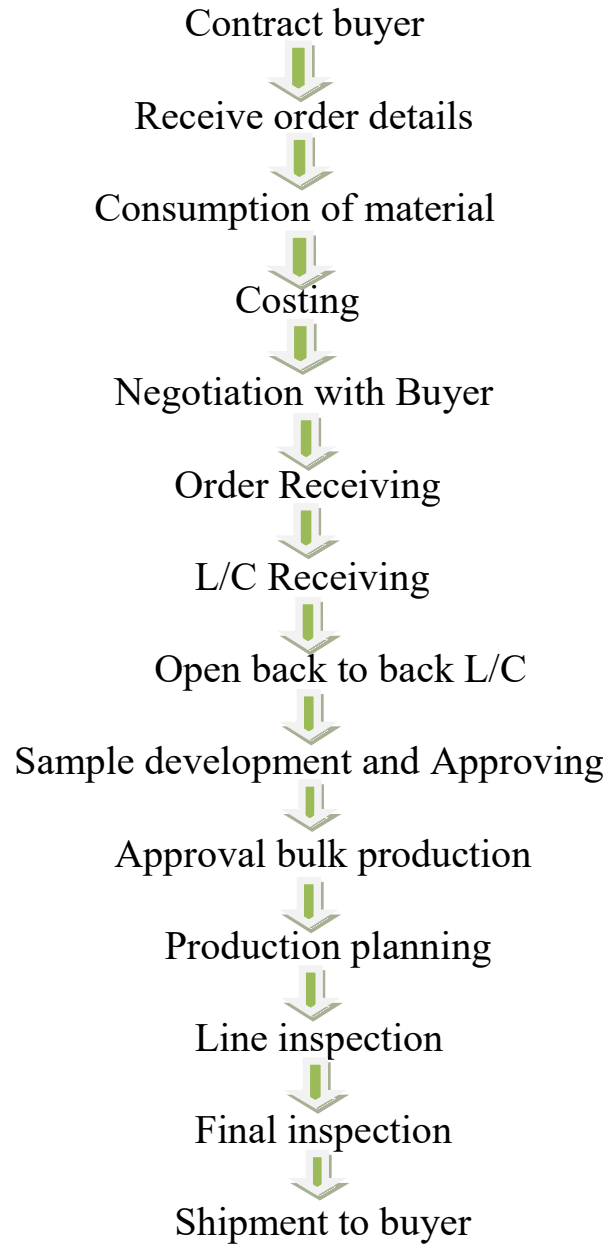 Contract buyer
Receive order details
Consumption of material
Costing
Negotiation with Buyer
Order Receiving
L/C Receiving
Open back to back L/C
Sample development and Approving
Approval bulk production
Production planning
Line inspection
Final inspection
Shipment to buyer